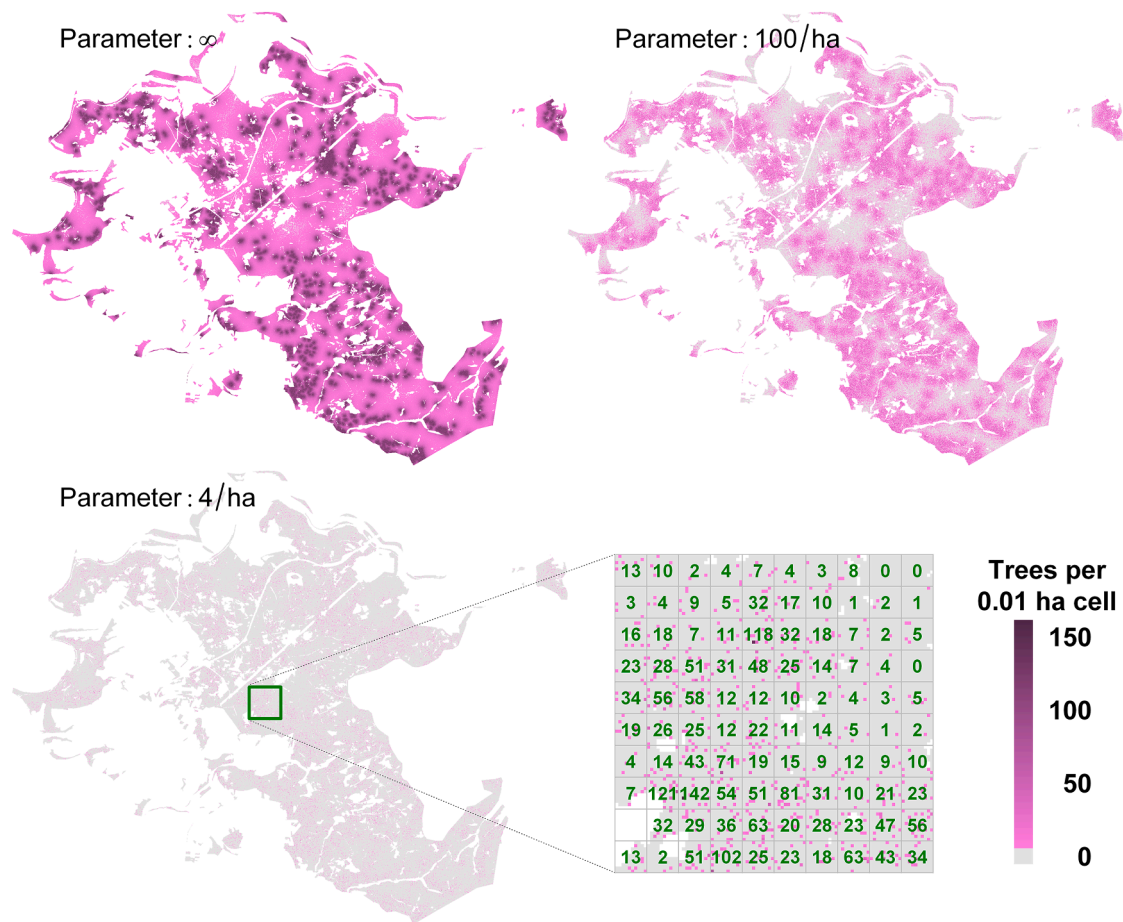 Parameter : ∞
Parameter : 100/ha
Parameter : 4/ha
13 10 2 4 7 4 3 8 0 0
3 4 9 5 32 17 10 1 2 1
16 18 7 11 118 32 18 7 2 5
23 28 51 31 48 25 14 7 4 0
34 56 58 12 12 10 2 4 3 5
19 26 25 12 22 11 14 5 1 2
4 14 43 71 19 15 9 12 9 10
7 121 142 54 51 81 31 10 21 23
32 29 36 63 20 28 23 47 56
13 2 51 102 25 23 18 63 43 34
Trees per
0.01 ha cell
150
100
50
0